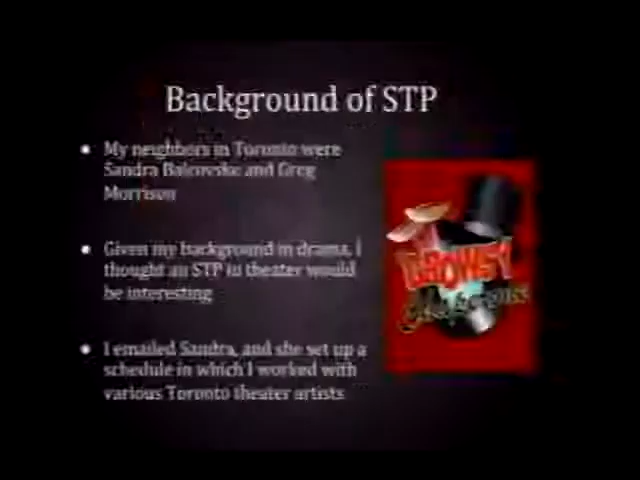 Background of STP
• My neighbors in Toronto were
Sandra Balcovske and Greg
Morrison
• Given my background in drama, I
thought an STP in theater would
be interesting
• I emailed Sandra, and she set up a
schedule in which I worked with
various Toronto theater artists
DROWSY
Chaperone